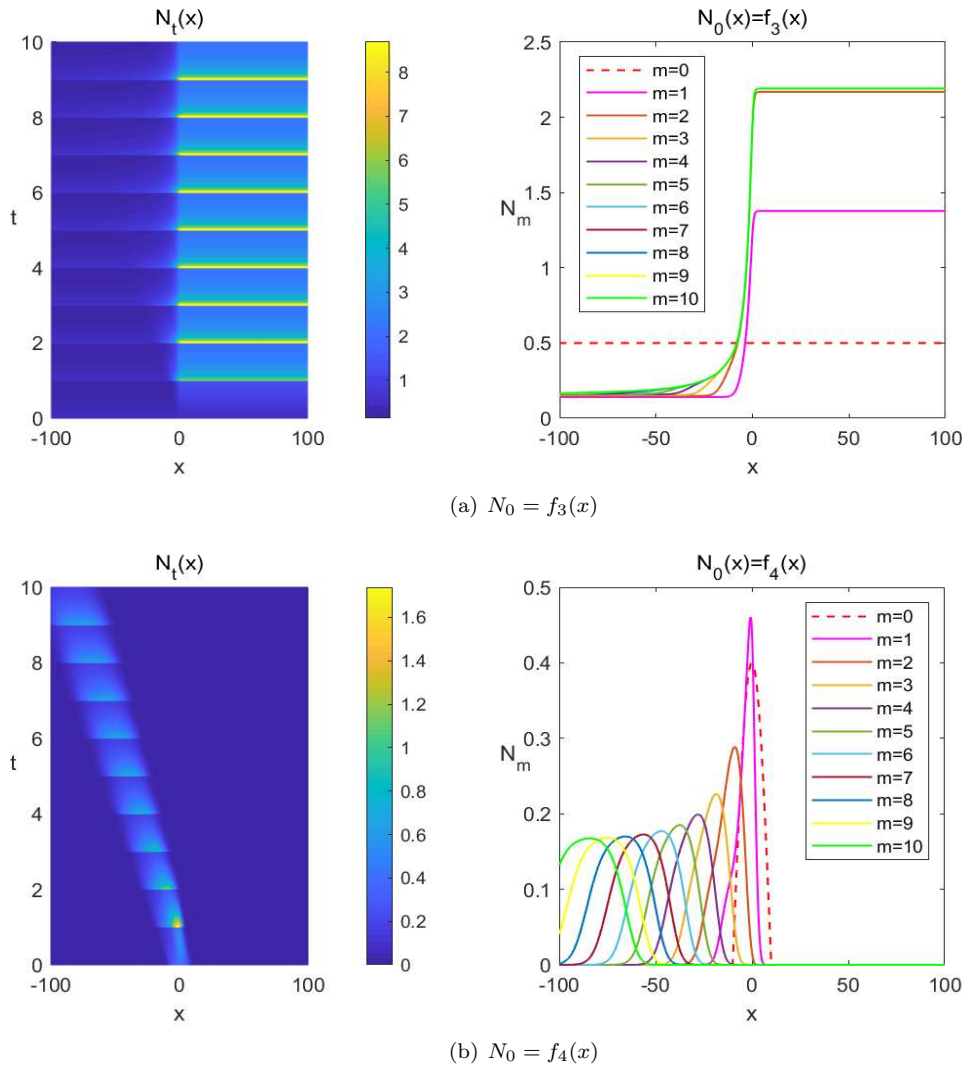 N_t(x)
10
8
6
t
4
2
0
-100 0 100
x
8
7
6
5
4
3
2
1
N_0(x)=f_3(x)
2.5
2
1.5
N_m
1
0.5
0
-100 -50 0 50 100
x
m=0
m=1
m=2
m=3
m=4
m=5
m=6
m=7
m=8
m=9
m=10
(a) N_0 = f_3(x)
N_t(x)
10
8
6
t
4
2
0
-100 0 100
x
1.6
1.4
1.2
1
0.8
0.6
0.4
0.2
0
N_0(x)=f_4(x)
0.5
0.4
0.3
N_m
0.2
0.1
0
-100 -50 0 50 100
x
m=0
m=1
m=2
m=3
m=4
m=5
m=6
m=7
m=8
m=9
m=10
(b) N_0 = f_4(x)